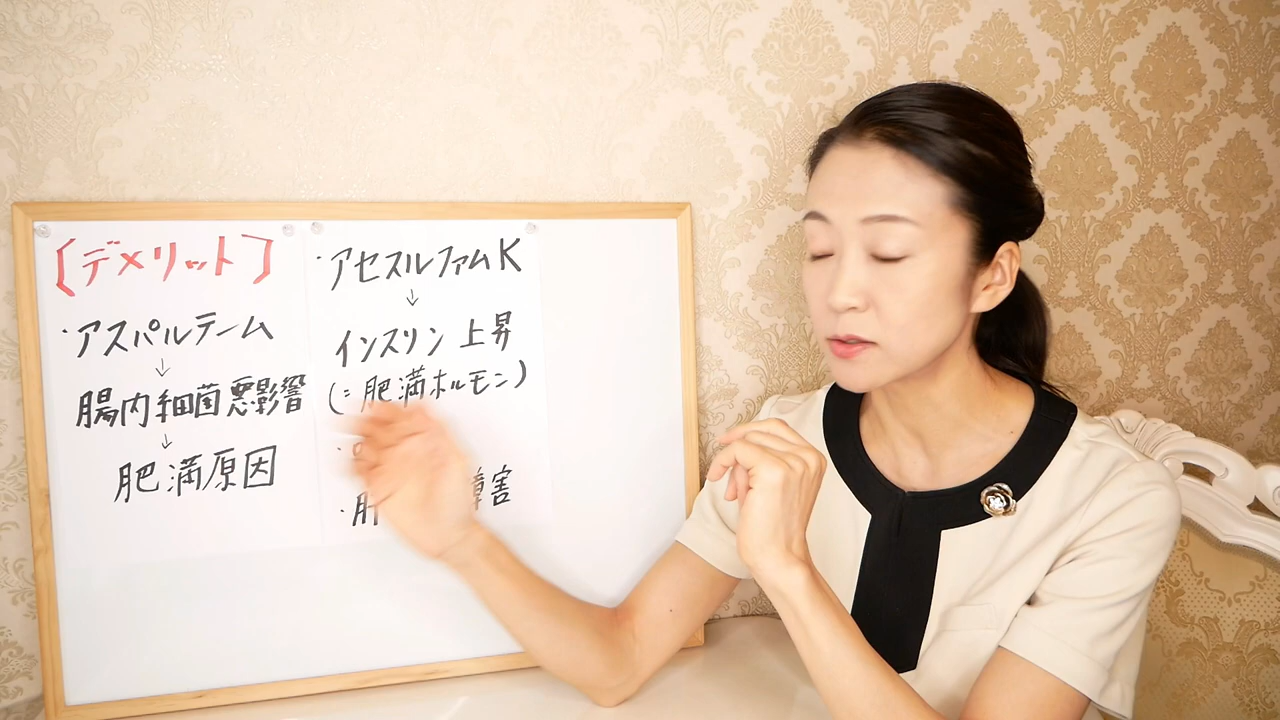 〔デメリット〕
・アスパルテーム
↓
腸内細菌悪影響
↓
肥満原因
・アセスルファムK
↓
インスリン上昇
(=肥満ホルモン)
・
・肝 障害